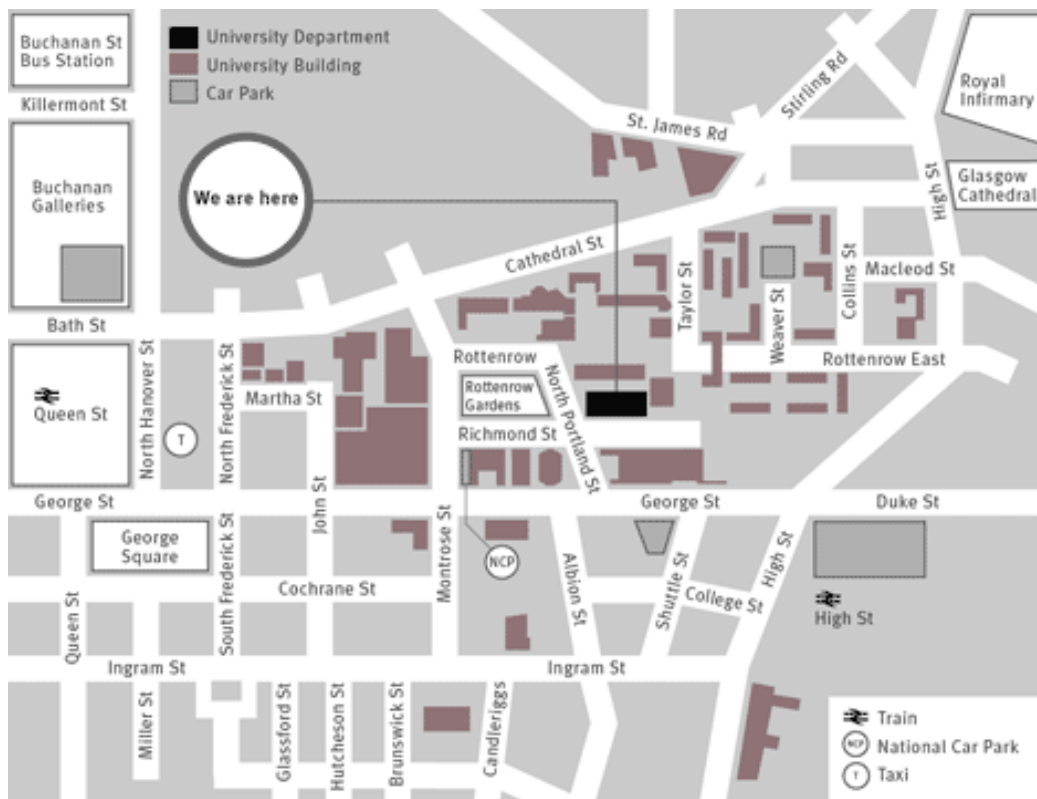 Buchanan St
Bus Station
University Department
University Building
Car Park
Killermont St
Stirling Rd
Royal
Infirmary
St. James Rd
Buchanan
Galleries
We are here
Glasgow
Cathedral
High St
Cathedral St
Taylor St
Collins St
Macleod St
Weaver St
Bath St
Rottenrow
Rottenrow East
North Hanover St
North Frederick St
Queen St
Martha St
Rottenrow
Gardens
North Portland St
T
Richmond St
George St
John St
George St
Duke St
George
Square
South Frederick St
Montrose St
NCP
Albion St
Shuttle St
High St
Cochrane St
College St
High St
Queen St
Ingram St
Ingram St
Miller St
Glassford St
Hutcheson St
Brunswick St
Candleriggs
Train
NCP National Car Park
T Taxi